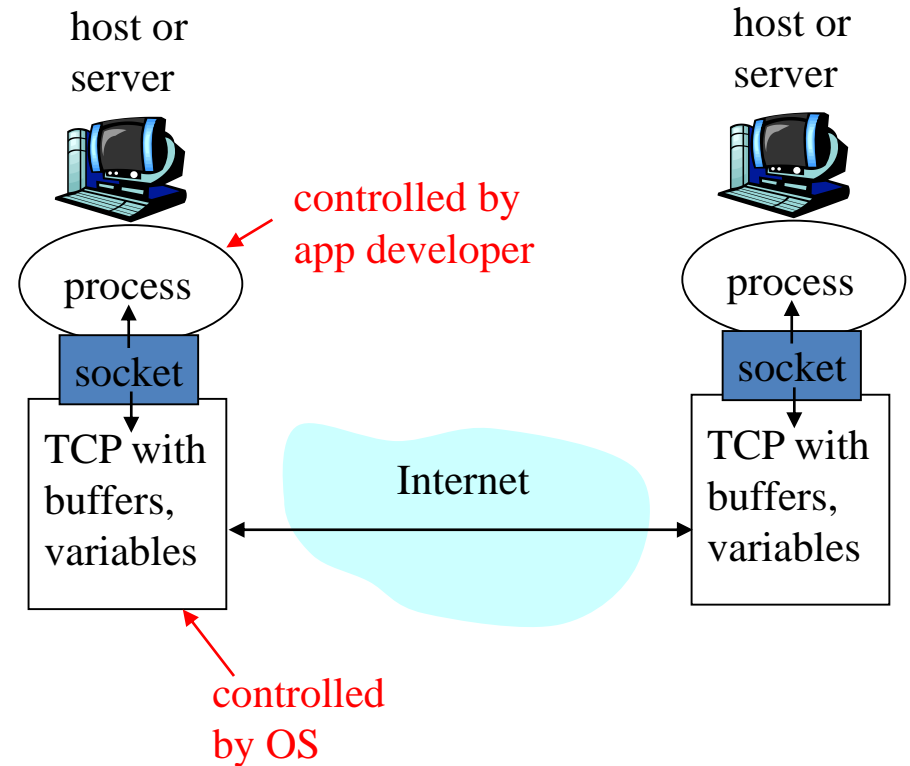 host or
server
host or
server
controlled by
app developer
process
process
socket
socket
TCP with
buffers,
variables
Internet
TCP with
buffers,
variables
controlled
by OS